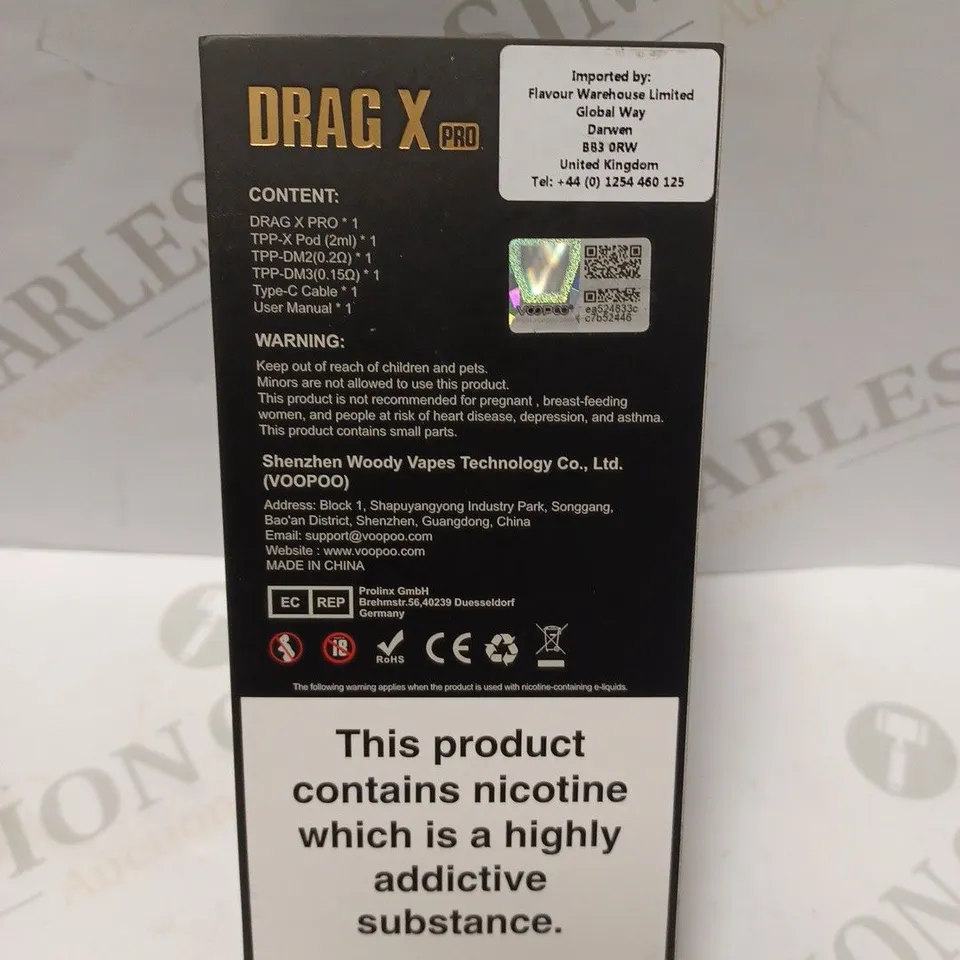 DRAG X PRO
Imported by:
Flavour Warehouse Limited
Global Way
Darwen
BB3 0RW
United Kingdom
Tel: +44 (0) 1254 460 125
CONTENT:
DRAG X PRO * 1
TPP-X Pod (2ml) * 1
TPP-DM2(0.2Ω) * 1
TPP-DM3(0.15Ω) * 1
Type-C Cable * 1
User Manual * 1
VOOPOO
ea524833c
c7b52446
WARNING:
Keep out of reach of children and pets.
Minors are not allowed to use this product.
This product is not recommended for pregnant , breast-feeding
women, and people at risk of heart disease, depression, and asthma.
This product contains small parts.
Shenzhen Woody Vapes Technology Co., Ltd.
(VOOPOO)
Address: Block 1, Shapuyangyong Industry Park, Songgang,
Bao'an District, Shenzhen, Guangdong, China
Email: support@voopoo.com
Website : www.voopoo.com
MADE IN CHINA
EC REP
Prolinx GmbH
Brehmstr.56,40239 Duesseldorf
Germany
18
RoHS
CE
The following warning applies when the product is used with nicotine-containing e-liquids.
This product
contains nicotine
which is a highly
addictive
substance.